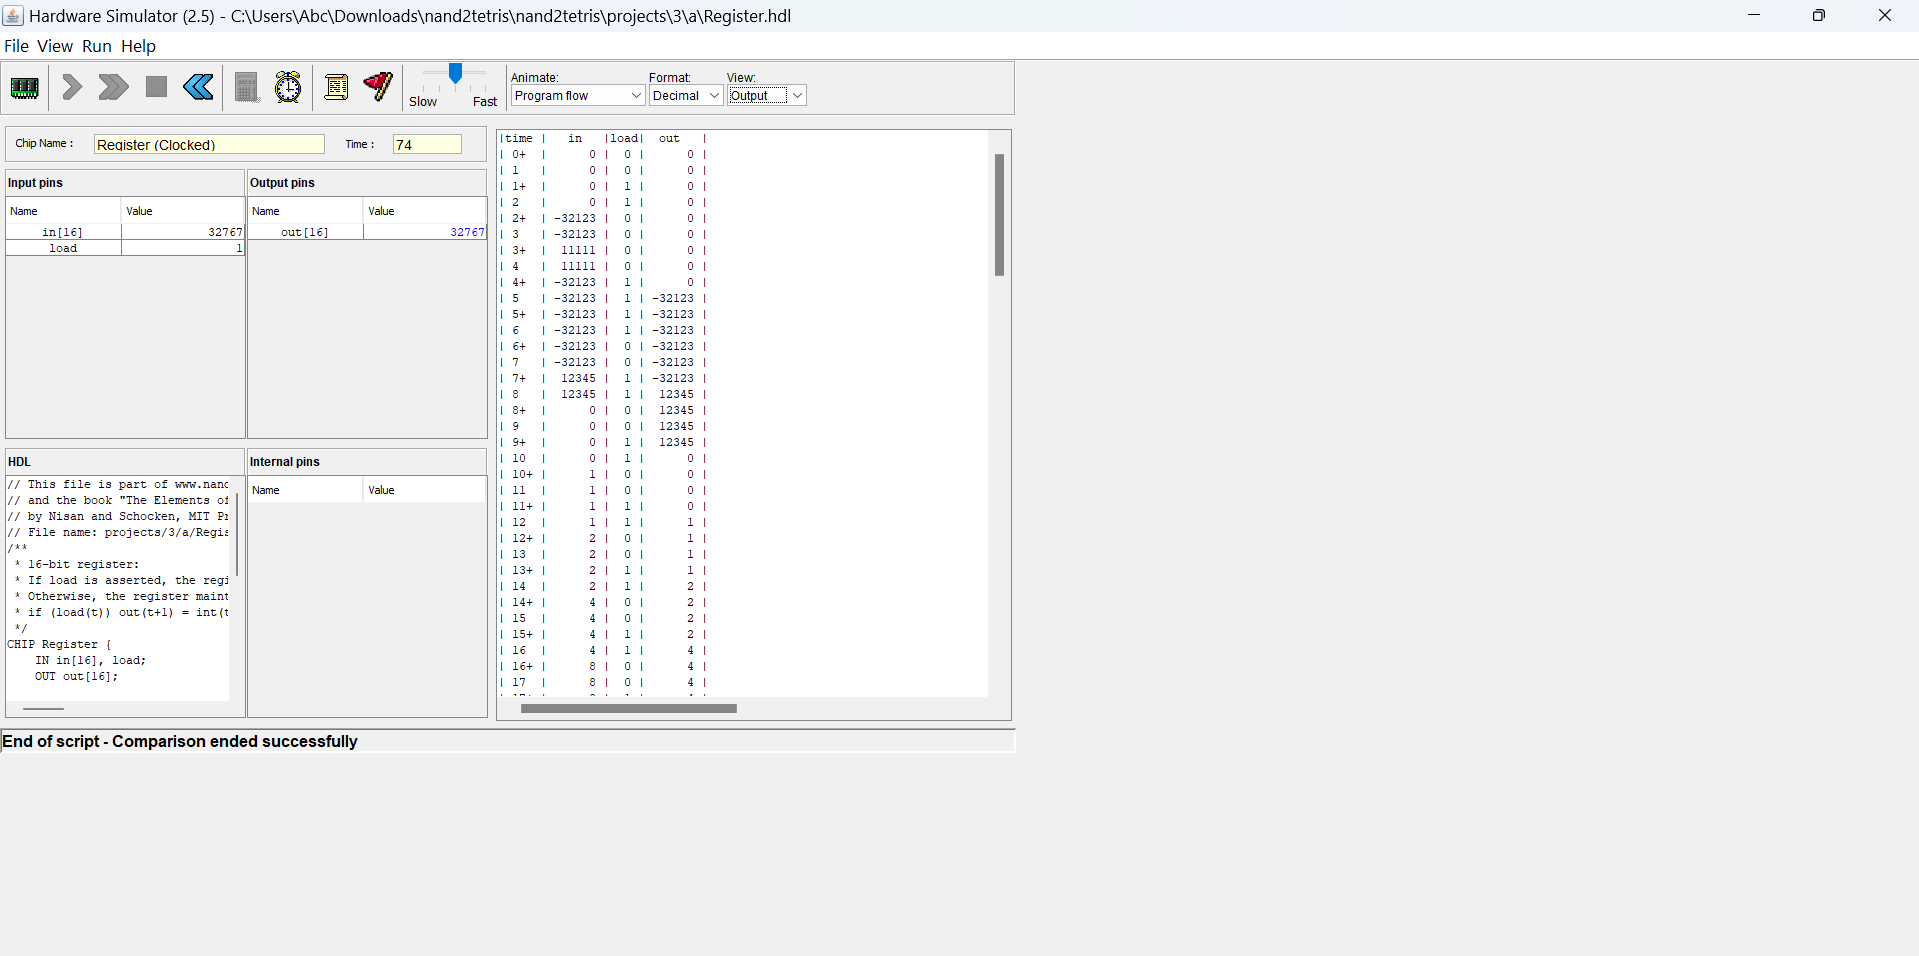 Hardware Simulator (2.5) - C:\Users\Abc\Downloads\nand2tetris\nand2tetris\projects\3\a\Register.hdl
File View Run Help
Slow Fast
Animate: Format: View:
Program flow Decimal Output
Chip Name : Register (Clocked) Time : 74
Input pins
Name Value
in[16] 32767
load 1
Output pins
Name Value
out[16] 32767
HDL
// This file is part of www.nand
// and the book "The Elements of
// by Nisan and Schocken, MIT Pr
// File name: projects/3/a/Regis
/**
* 16-bit register:
* If load is asserted, the regi
* Otherwise, the register maint
* if (load(t)) out(t+1) = int(t
*/
CHIP Register {
IN in[16], load;
OUT out[16];
Internal pins
Name Value
|time | in |load| out |
| 0+ | 0 | 0 | 0 |
| 1 | 0 | 0 | 0 |
| 1+ | 0 | 1 | 0 |
| 2 | 0 | 1 | 0 |
| 2+ | -32123 | 0 | 0 |
| 3 | -32123 | 0 | 0 |
| 3+ | 11111 | 0 | 0 |
| 4 | 11111 | 0 | 0 |
| 4+ | -32123 | 1 | 0 |
| 5 | -32123 | 1 | -32123 |
| 5+ | -32123 | 1 | -32123 |
| 6 | -32123 | 1 | -32123 |
| 6+ | -32123 | 0 | -32123 |
| 7 | -32123 | 0 | -32123 |
| 7+ | 12345 | 1 | -32123 |
| 8 | 12345 | 1 | 12345 |
| 8+ | 0 | 0 | 12345 |
| 9 | 0 | 0 | 12345 |
| 9+ | 0 | 1 | 12345 |
| 10 | 0 | 1 | 0 |
| 10+ | 1 | 0 | 0 |
| 11 | 1 | 0 | 0 |
| 11+ | 1 | 1 | 0 |
| 12 | 1 | 1 | 1 |
| 12+ | 2 | 0 | 1 |
| 13 | 2 | 0 | 1 |
| 13+ | 2 | 1 | 1 |
| 14 | 2 | 1 | 2 |
| 14+ | 4 | 0 | 2 |
| 15 | 4 | 0 | 2 |
| 15+ | 4 | 1 | 2 |
| 16 | 4 | 1 | 4 |
| 16+ | 8 | 0 | 4 |
| 17 | 8 | 0 | 4 |
End of script - Comparison ended successfully